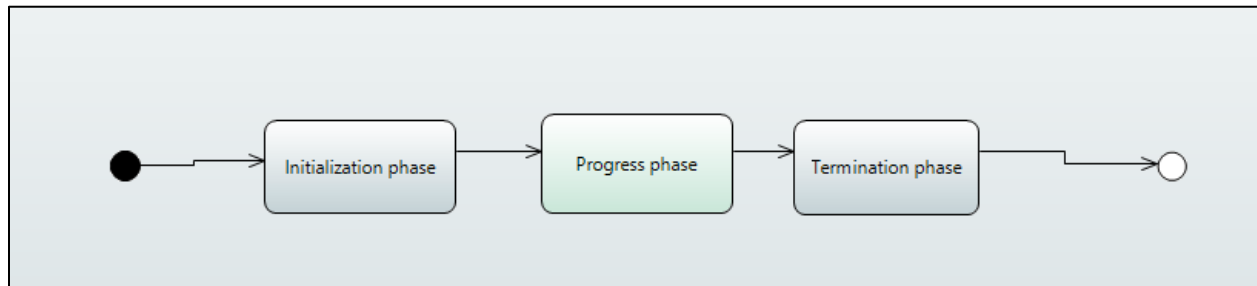 Initialization phase
Progress phase
Termination phase